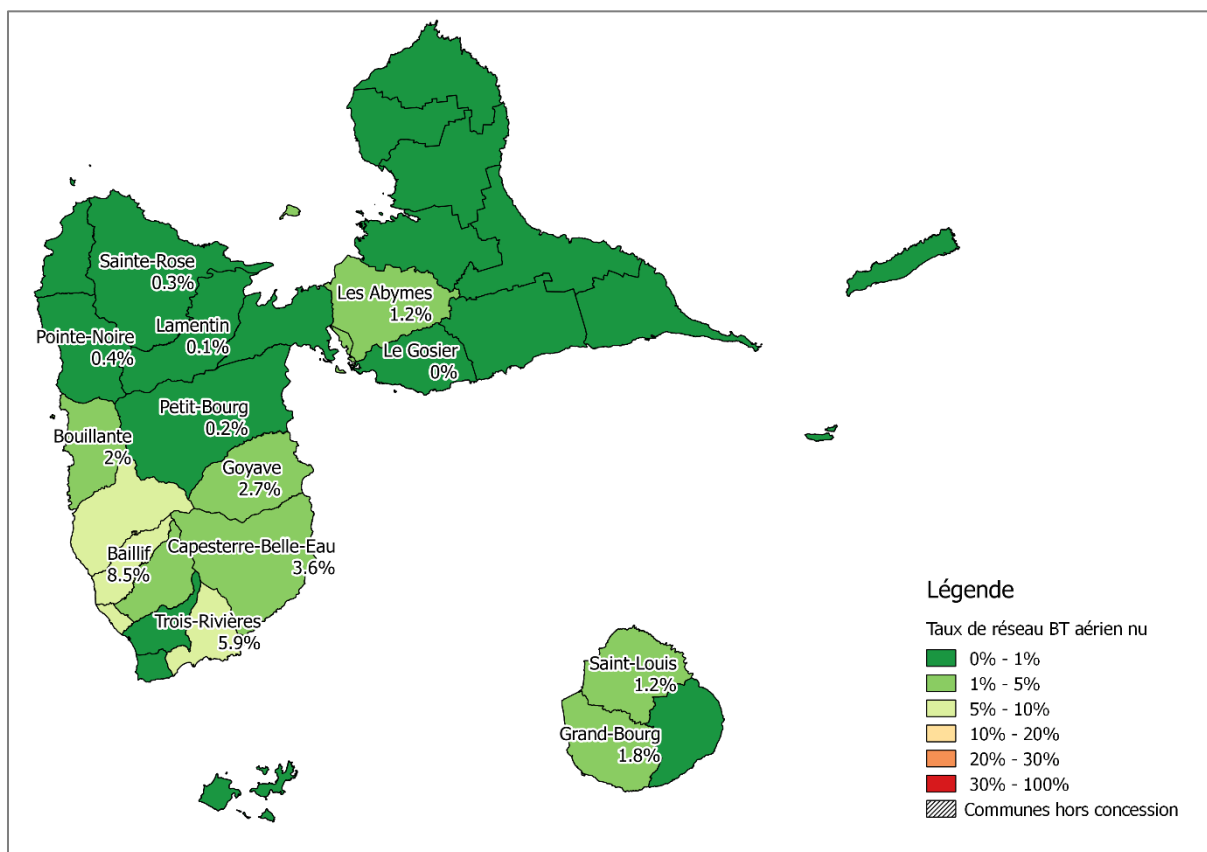 Sainte-Rose
0.3%
Les Abymes
1.2%
Lamentin
0.1%
Pointe-Noire
0.4%
Le Gosier
0%
Petit-Bourg
0.2%
Bouillante
2%
Goyave
2.7%
Baillif
8.5%
Capesterre-Belle-Eau
3.6%
Trois-Rivières
5.9%
Saint-Louis
1.2%
Grand-Bourg
1.8%
Légende
Taux de réseau BT aérien nu
0% - 1%
1% - 5%
5% - 10%
10% - 20%
20% - 30%
30% - 100%
Communes hors concession